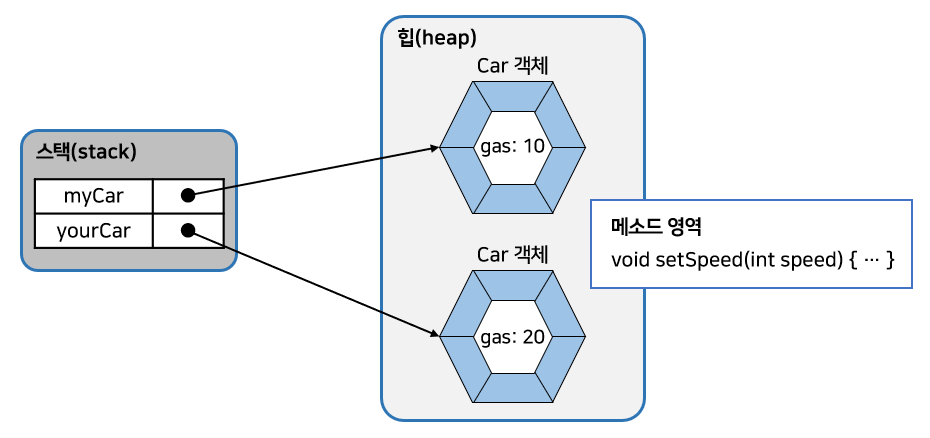 힙(heap)
Car 객체
gas: 10
스택(stack)
myCar
yourCar
메소드 영역
void setSpeed(int speed) { ··· }
Car 객체
gas: 20